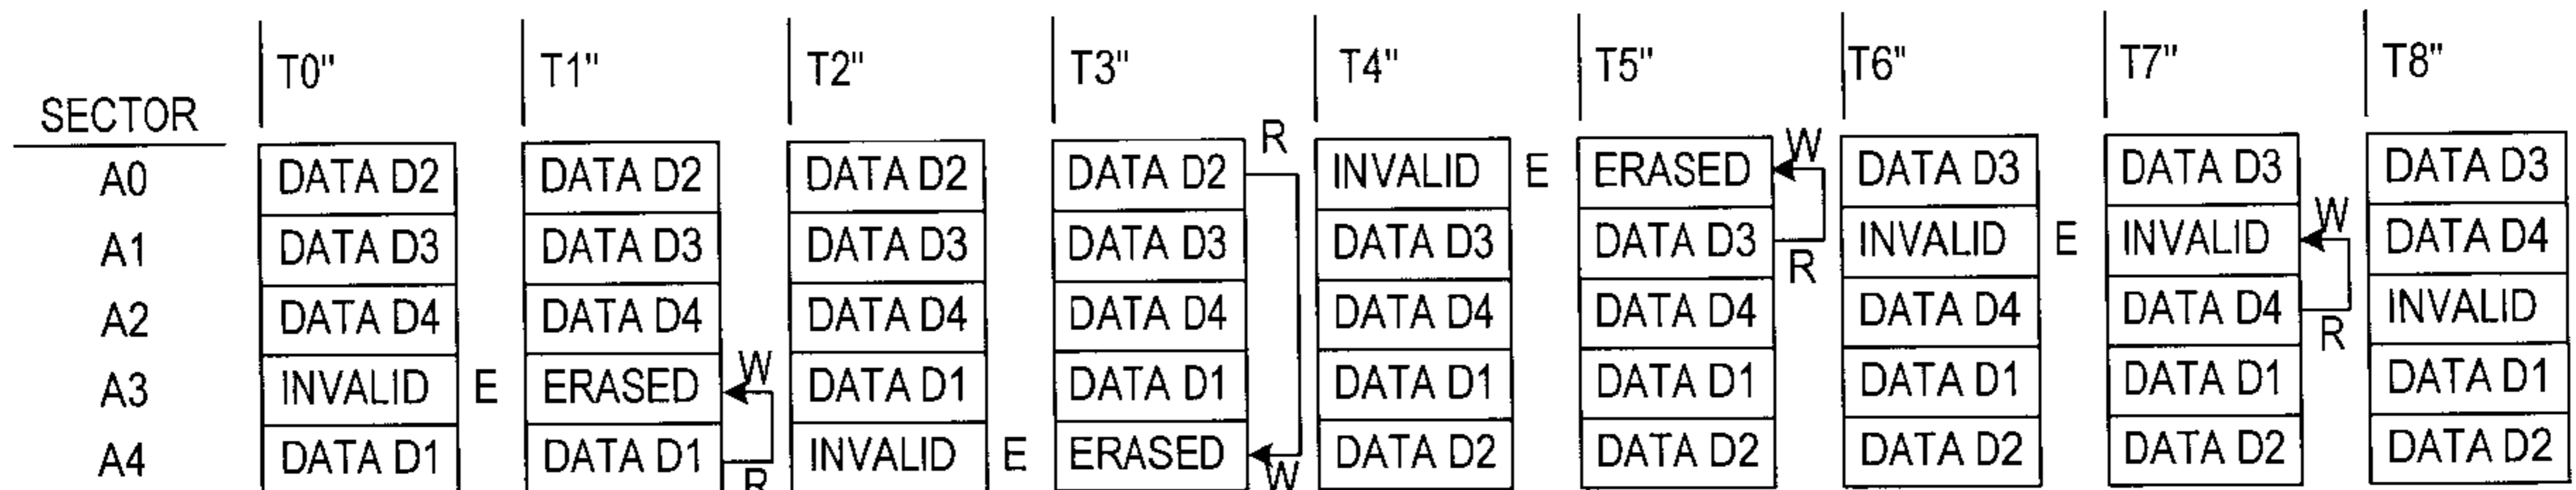 T0" T1" T2" T3" T4" T5" T6" T7" T8"
SECTOR
R
W
A0 DATA D2 DATA D2 DATA D2 DATA D2 INVALID E ERASED DATA D3 DATA D3 DATA D3
W
A1 DATA D3 DATA D3 DATA D3 DATA D3 DATA D3 DATA D3 INVALID E INVALID DATA D4
R
A2 DATA D4 DATA D4 DATA D4 DATA D4 DATA D4 DATA D4 DATA D4 DATA D4 INVALID
R
W
A3 INVALID E ERASED DATA D1 DATA D1 DATA D1 DATA D1 DATA D1 DATA D1 DATA D1
A4 DATA D1 DATA D1 INVALID E ERASED DATA D2 DATA D2 DATA D2 DATA D2 DATA D2
R W